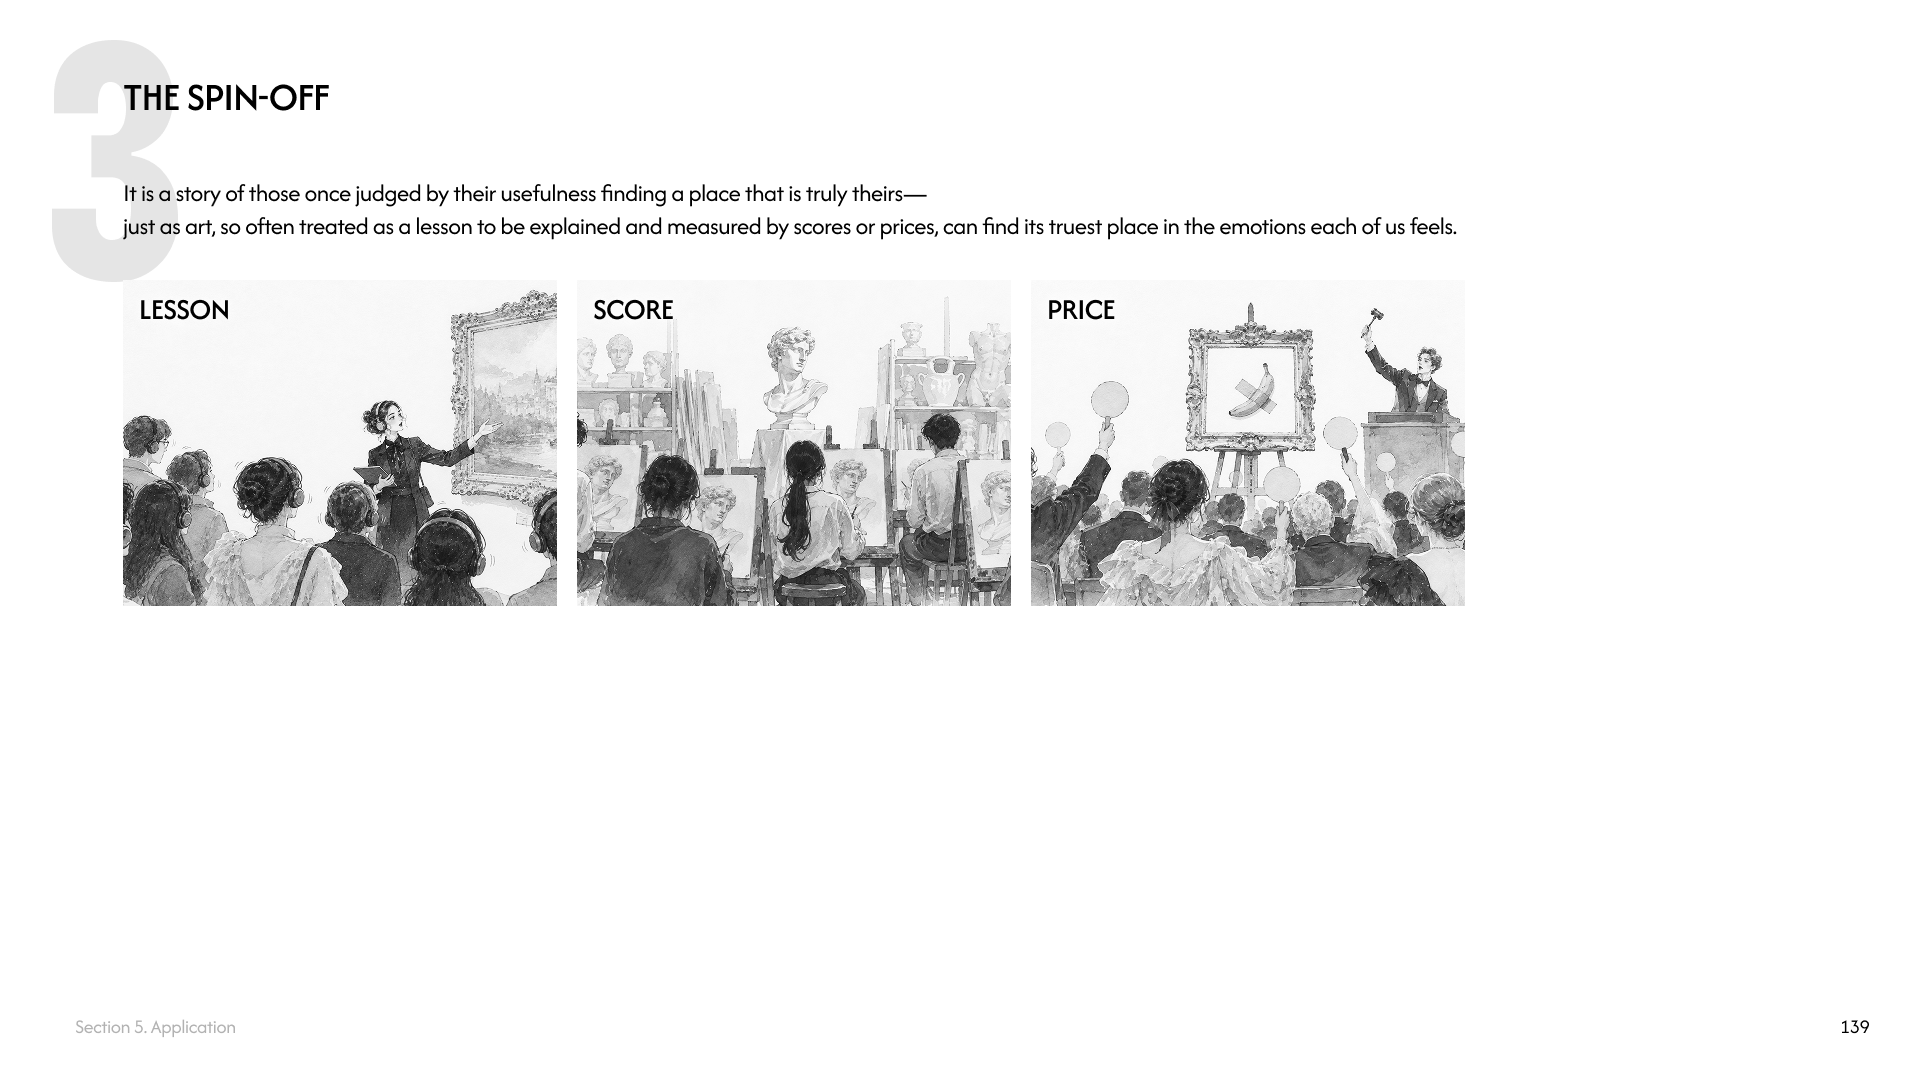 3
THE SPIN-OFF
It is a story of those once judged by their usefulness finding a place that is truly theirs—
just as art, so often treated as a lesson to be explained and measured by scores or prices, can find its truest place in the emotions each of us feels.
LESSON
SCORE
PRICE
Section 5. Application
139